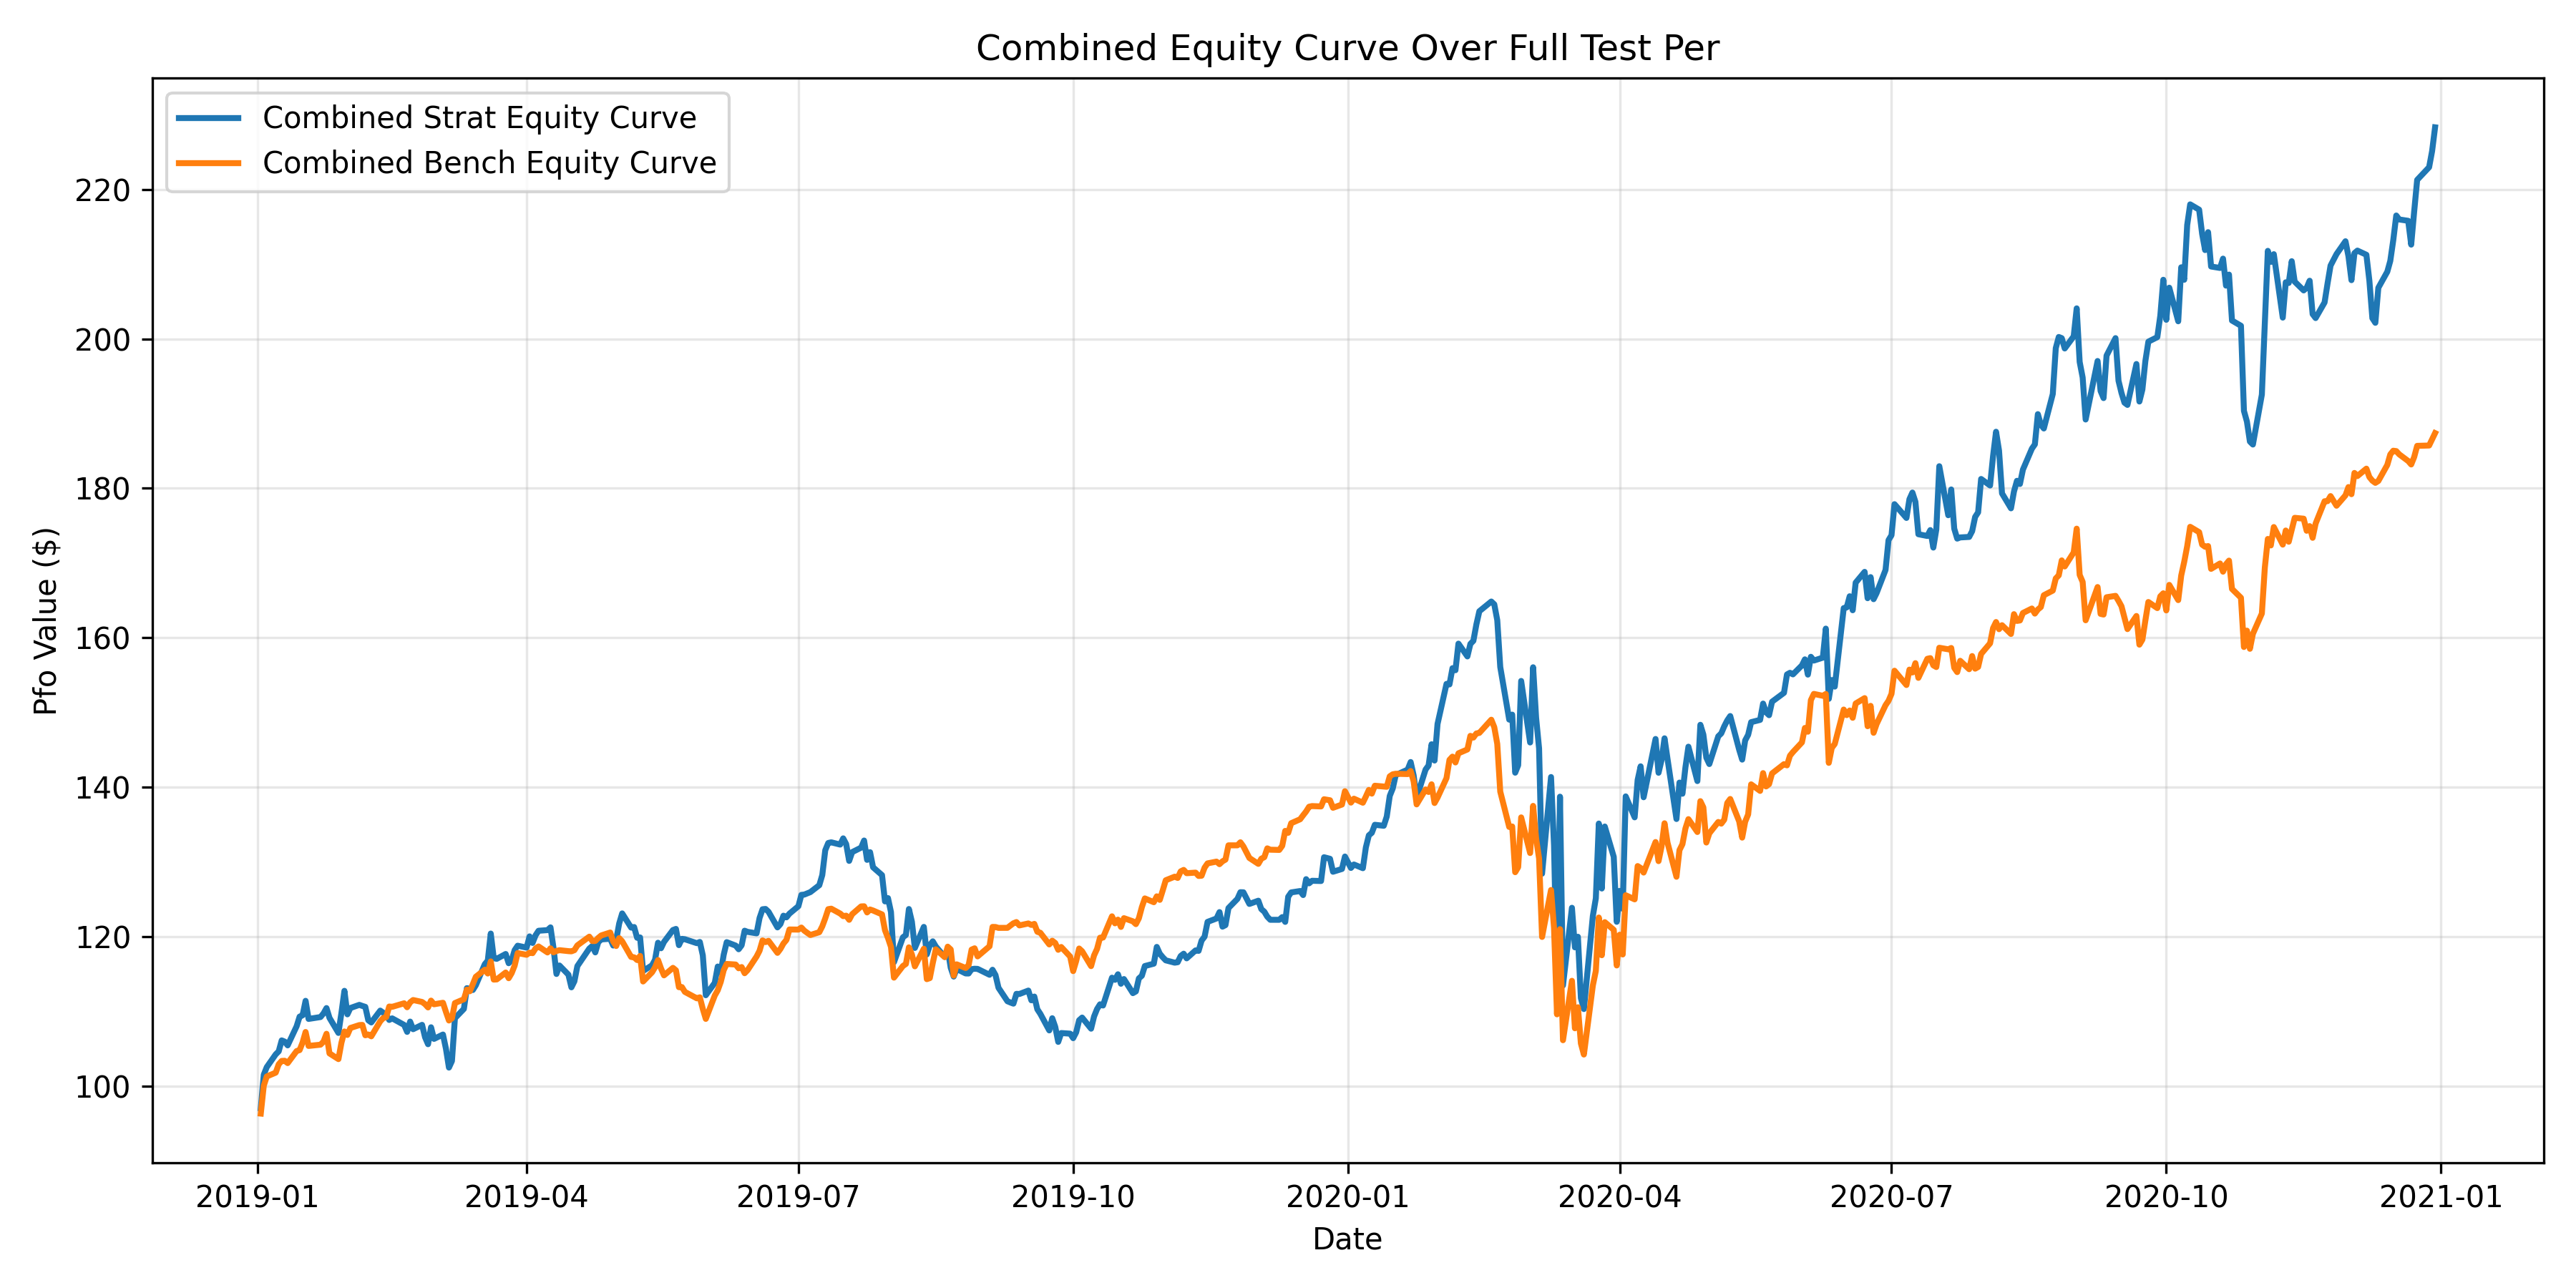 Combined Equity Curve Over Full Test Per
Combined Strat Equity Curve
Combined Bench Equity Curve
Pfo Value ($)
220
200
180
160
140
120
100
2019-01 2019-04 2019-07 2019-10 2020-01 2020-04 2020-07 2020-10 2021-01
Date